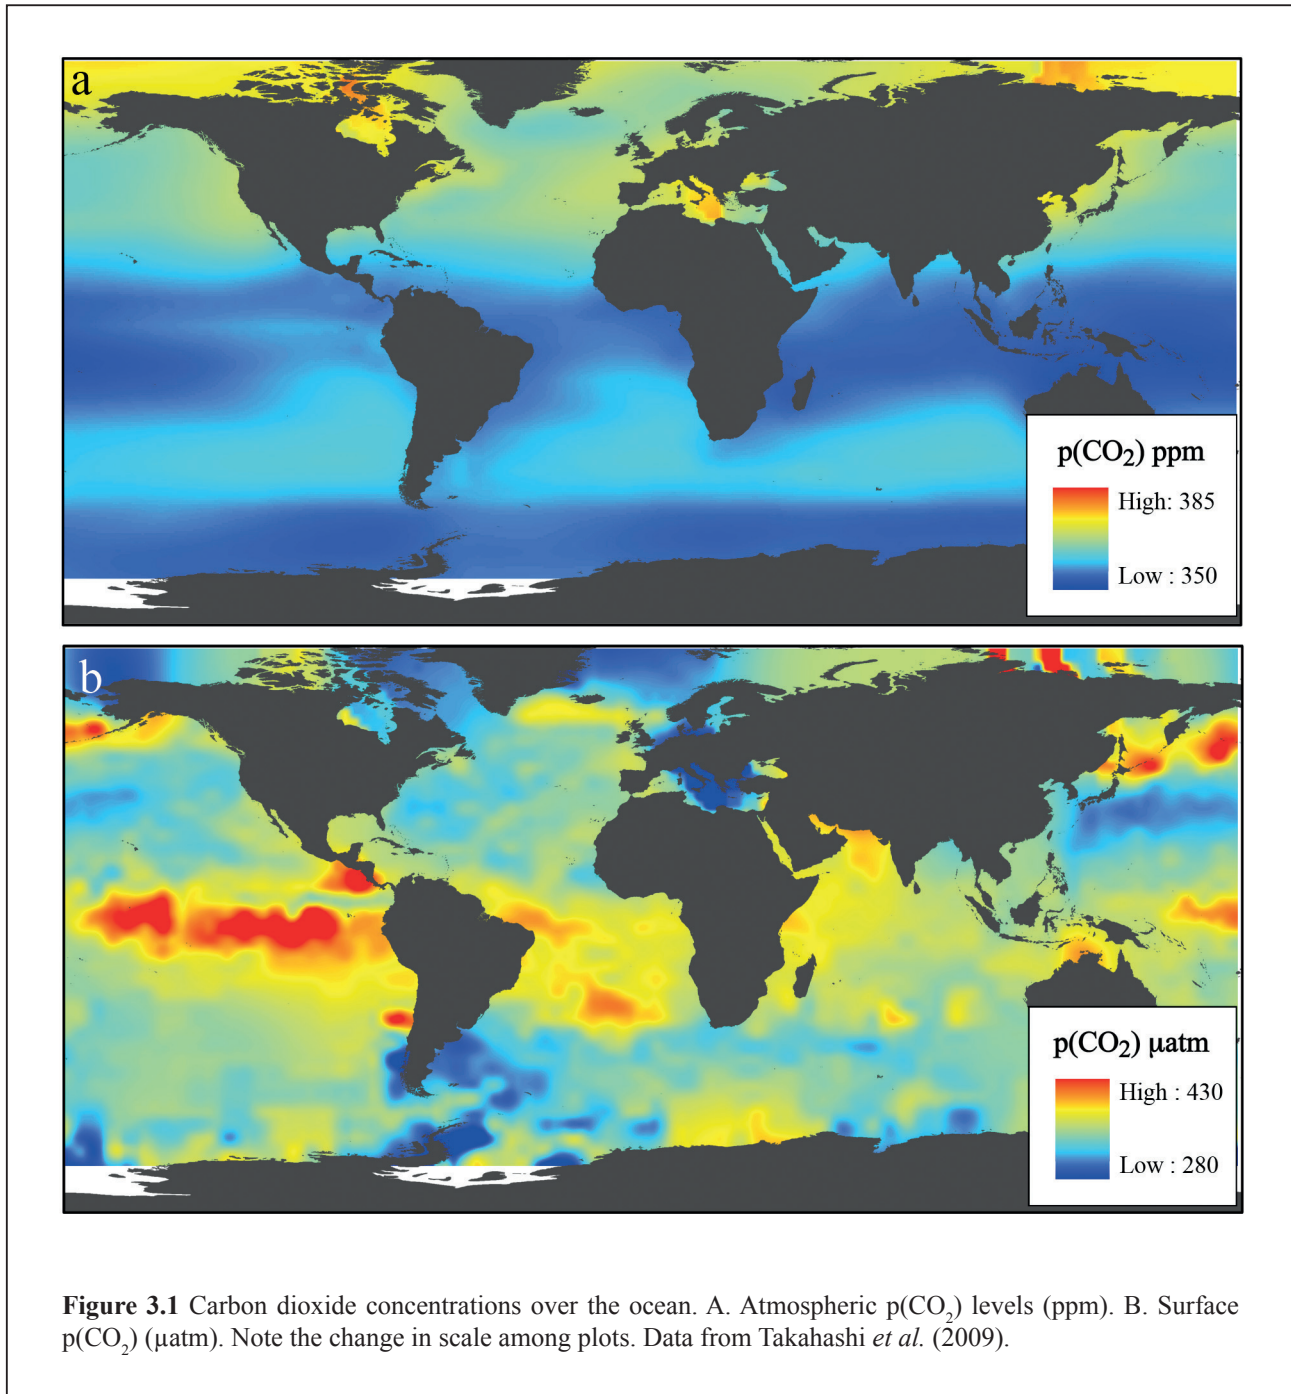 a
p(CO₂) ppm
High: 385
Low : 350
b
p(CO₂) µatm
High : 430
Low : 280
Figure 3.1 Carbon dioxide concentrations over the ocean. A. Atmospheric p(CO₂) levels (ppm). B. Surface
p(CO₂) (µatm). Note the change in scale among plots. Data from Takahashi et al. (2009).